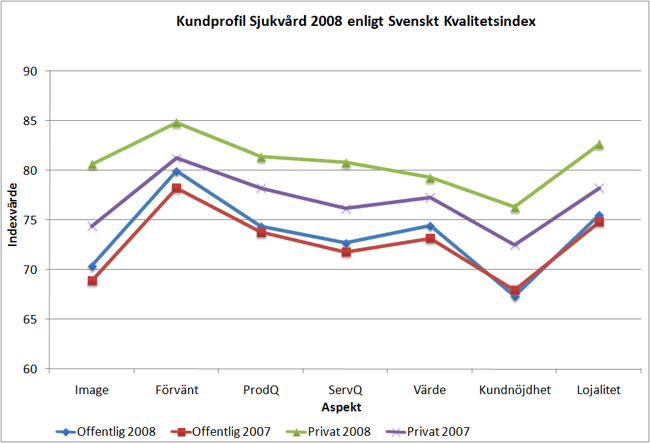 Kundprofil Sjukvård 2008 enligt Svenskt Kvalitetsindex
90
85
80
75
70
65
60
Indexvärde
Image Förvänt ProdQ ServQ Värde Kundnöjdhet Lojalitet
Aspekt
Offentlig 2008 Offentlig 2007 Privat 2008 Privat 2007